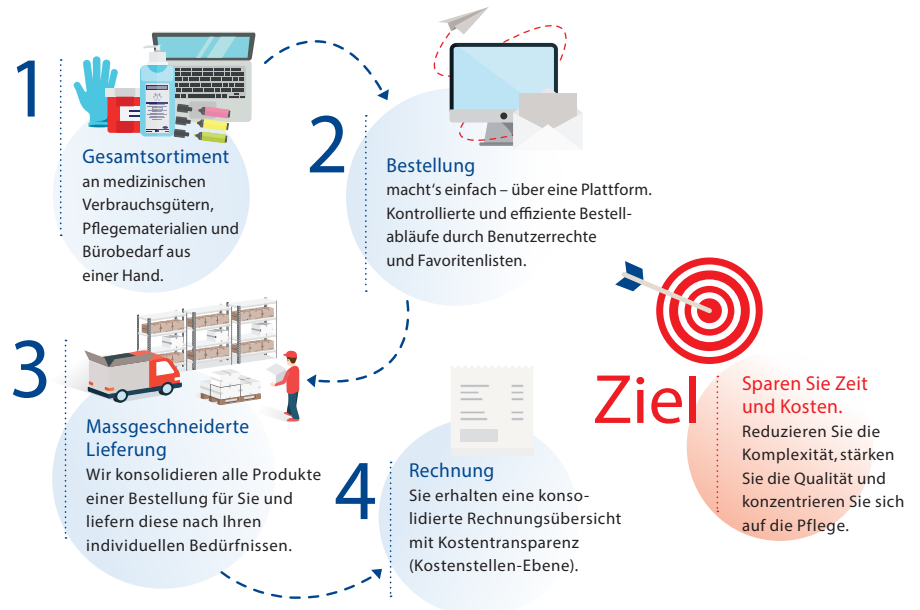 1
Gesamtsortiment
an medizinischen
Verbrauchsgütern,
Pflegematerialien und
Bürobedarf aus
einer Hand.
2
Bestellung
macht's einfach – über eine Plattform.
Kontrollierte und effiziente Bestell-
abläufe durch Benutzerrechte
und Favoritenlisten.
3
Massgeschneiderte
Lieferung
Wir konsolidieren alle Produkte
einer Bestellung für Sie und
liefern diese nach Ihren
individuellen Bedürfnissen.
4
Rechnung
Sie erhalten eine konso-
lidierte Rechnungsübersicht
mit Kostentransparenz
(Kostenstellen-Ebene).
Ziel
Sparen Sie Zeit
und Kosten.
Reduzieren Sie die
Komplexität, stärken
Sie die Qualität und
konzentrieren Sie sich
auf die Pflege.